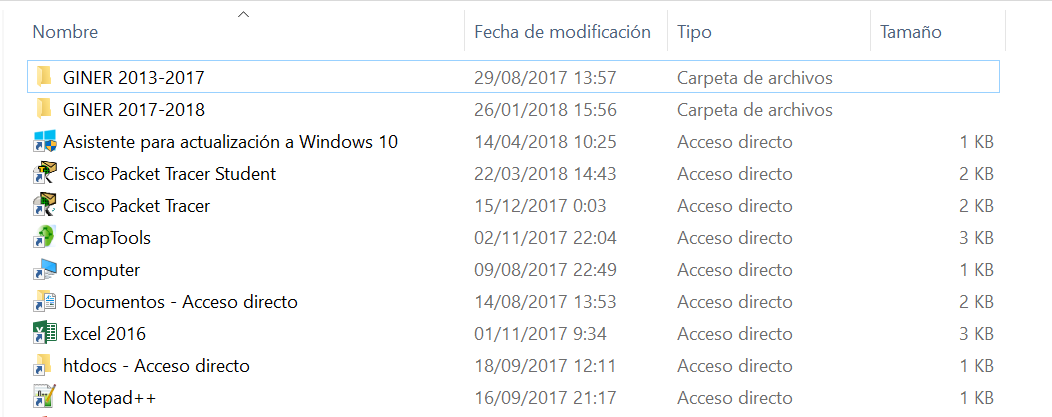 Nombre Fecha de modificación Tipo Tamaño
GINER 2013-2017 29/08/2017 13:57 Carpeta de archivos
GINER 2017-2018 26/01/2018 15:56 Carpeta de archivos
Asistente para actualización a Windows 10 14/04/2018 10:25 Acceso directo 1 KB
Cisco Packet Tracer Student 22/03/2018 14:43 Acceso directo 2 KB
Cisco Packet Tracer 15/12/2017 0:03 Acceso directo 2 KB
CmapTools 02/11/2017 22:04 Acceso directo 3 KB
computer 09/08/2017 22:49 Acceso directo 1 KB
Documentos - Acceso directo 14/08/2017 13:53 Acceso directo 2 KB
Excel 2016 01/11/2017 9:34 Acceso directo 3 KB
htdocs - Acceso directo 18/09/2017 12:11 Acceso directo 1 KB
Notepad++ 16/09/2017 21:17 Acceso directo 1 KB